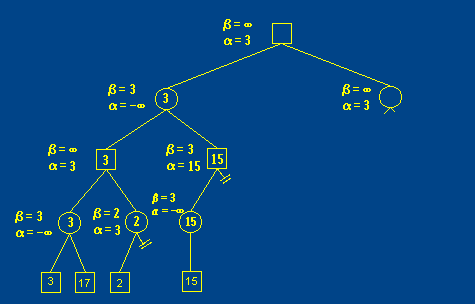 β = ∞
α = 3
β = 3
α = -∞
3
β = ∞
α = 3
β = ∞
α = 3
3
β = 3
α = 15
15
β = 3
α = -∞
3
β = 2
α = 3
2
β = 3
α = -∞
15
3
17
2
15